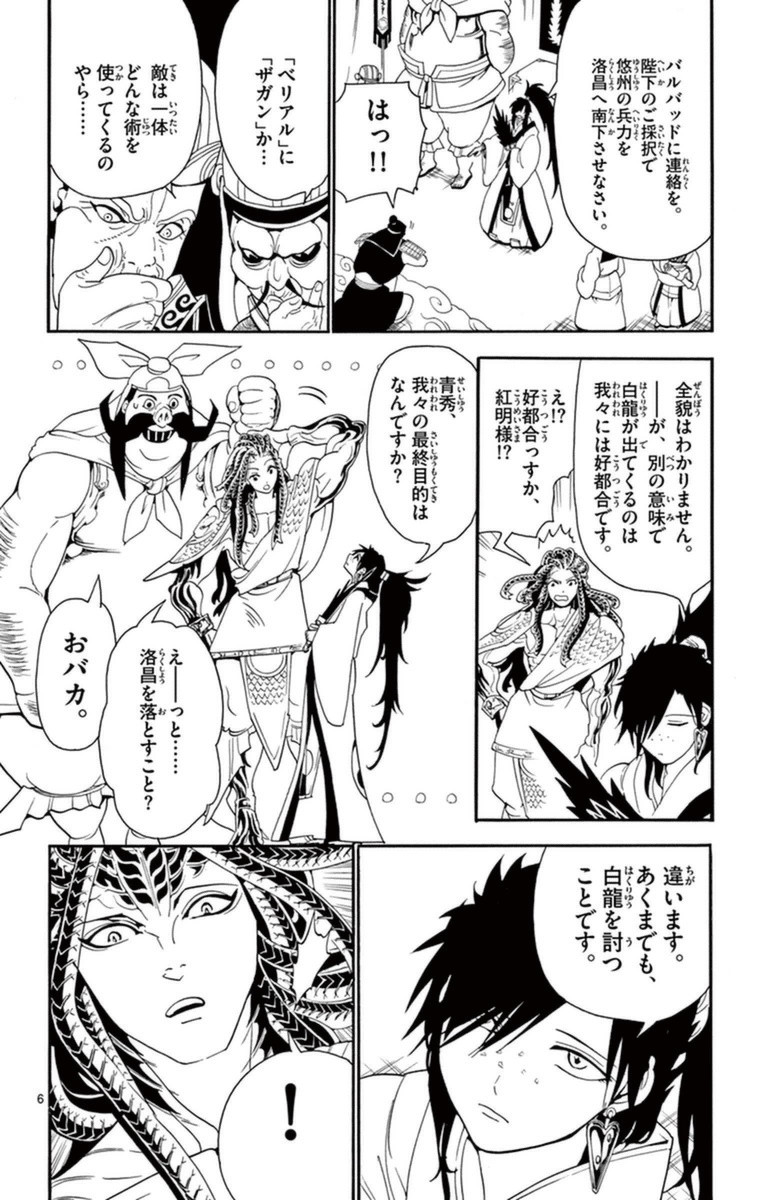 バルバッドに連絡を。
陛下のご採択で
悠州の兵力を
洛昌へ南下させなさい。
はっ!!
「ベリアル」に
「ザガン」か…
敵は一体
どんな術を
使ってくるの
やら……
全貌はわかりません。
──が、別の意味で
白龍が出てくるのは
我々には好都合です。
え!?
好都合っすか、
紅明様!?
青秀、
我々の最終目的は
なんですか?
えーーっと……
洛昌を落とすこと?
おバカ。
違います。
あくまでも、
白龍を討つ
ことです。
!
6